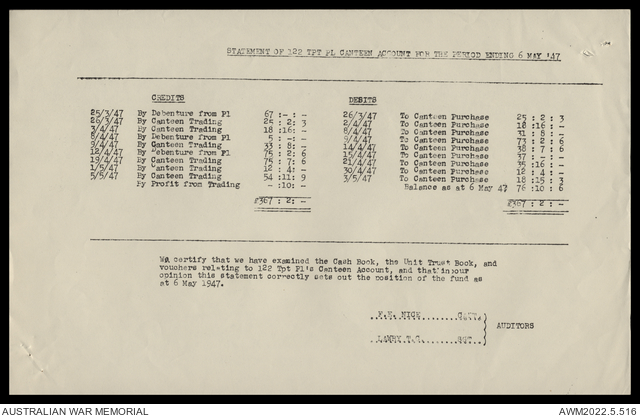 STATEMENT OF 122 TPT PL CANTEEN ACCOUNT FOR THE PERIOD ENDING 6 MAY '47
CREDITS
25/3/47 By Debenture from Pl 67 :- : -
26/3/47 By Canteen Trading 25 : 2: 3
3/4/47 By Canteen Trading 18 :16: -
8/4/47 By Debenture from Pl 5 : - : -
9/4/47 By Canteen Trading 33 : 8: -
12/4/47 By Debenture from Pl 75 : 2: 6
19/4/47 By Canteen Trading 75 : 7: 6
1/5/47 By Canteen Trading 12 : 4: -
5/5/47 By Canteen Trading 54 :11: 9
By Profit from Trading - :10: -
£367 : 2: -
DEBITS
26/3/47 To Canteen Purchase 25 : 2 : 3
2/4/47 To Canteen Purchase 18 :16 : -
8/4/47 To Canteen Purchase 31 : 8 : -
9/4/47 To Canteen Purchase 73 : 2 : 6
14/4/47 To Canteen Purchase 38 : 7 : 6
15/4/47 To Canteen Purchase 37 : - : -
21/4/47 To Canteen Purchase 35 :16 : -
30/4/47 To Canteen Purchase 12 : 4 : -
3/5/47 To Canteen Purchase 18 :15 : 3
Balance as at 6 May 47 76 :10 : 6
£367 : 2 : -
We certify that we have examined the Cash Book, the Unit Trust Book, and
vouchers relating to 122 Tpt Pl's Canteen Account, and that in our
opinion this statement correctly sets out the position of the fund as
at 6 May 1947.
F.E. NICE ........ CAPT.
LAWRY T.C. ........ SGT.
AUDITORS
AUSTRALIAN WAR MEMORIAL
AWM2022.5.516